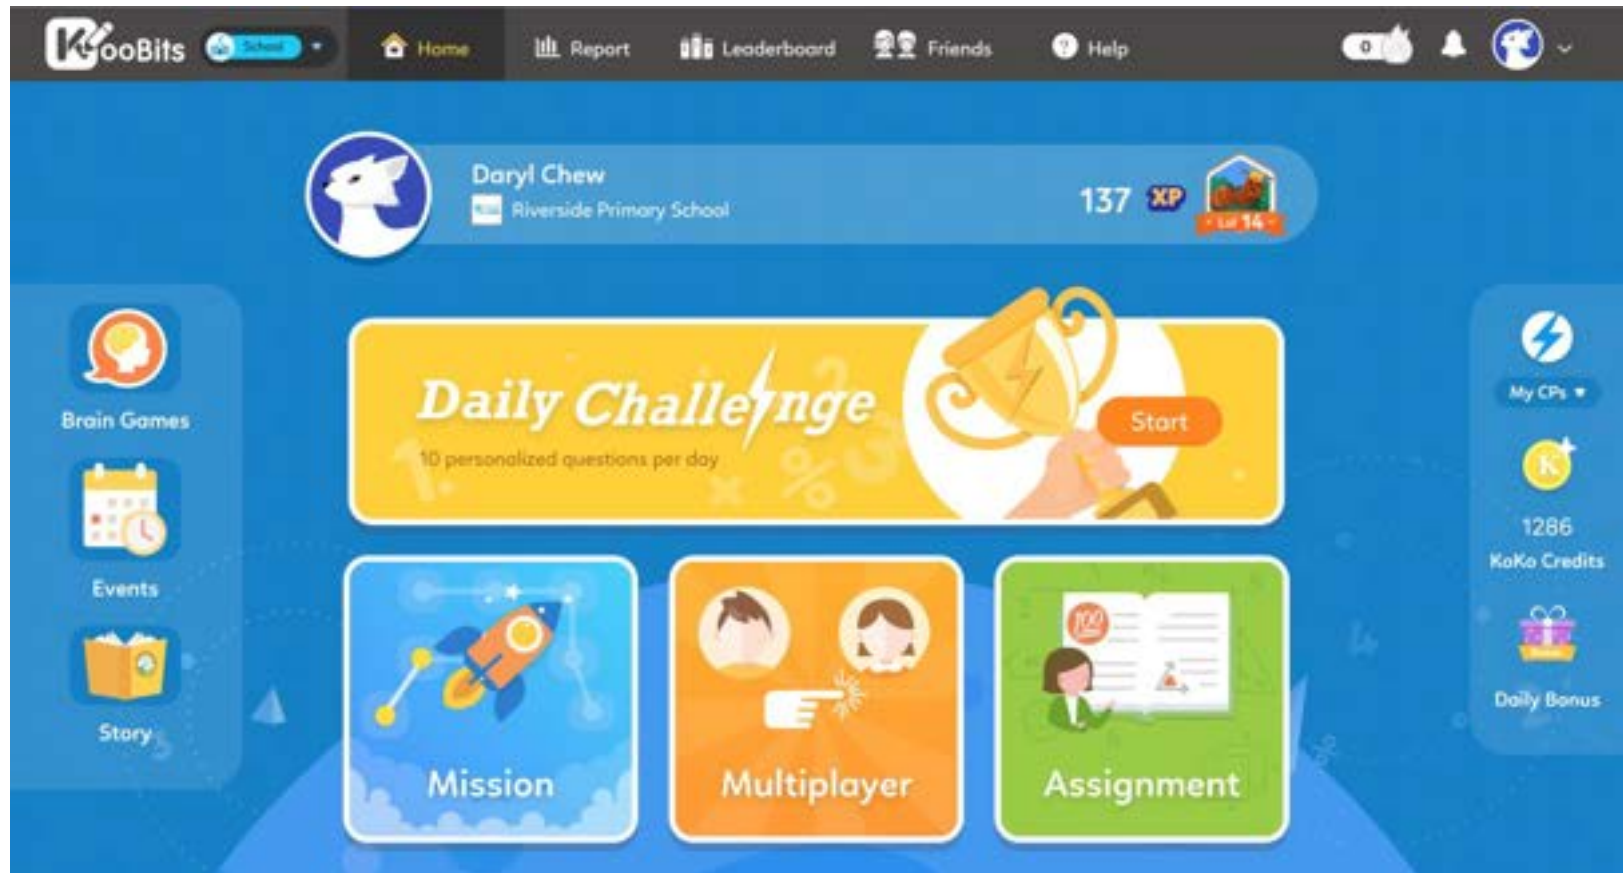 KooBits
School
Home
Report
Leaderboard
Friends
? Help
0
Daryl Chew
Riverside Primary School
137 XP
Lvl 14
Daily Challenge
10 personalized questions per day
Start
Brain Games
Events
Story
My CPs
K
1286
KoKo Credits
Daily Bonus
100
Mission
Multiplayer
Assignment